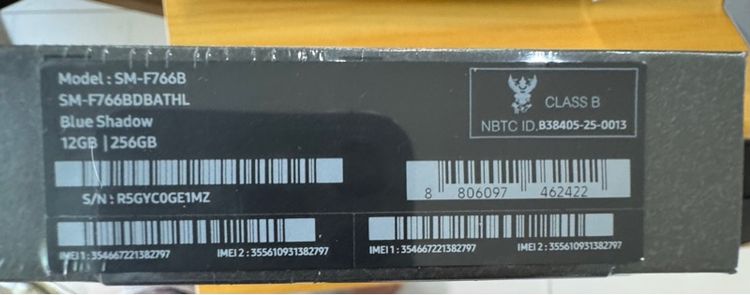 Model : SM-F766B
SM-F766BDBATHL
Blue Shadow
12GB | 256GB
CLASS B
NBTC ID. B38405-25-0013
S/N : R5GYC0GE1MZ
8 806097 462422
IMEI 1 : 354667221382797
IMEI 2 : 355610931382797
IMEI 1 : 354667221382797
IMEI 2 : 355610931382797